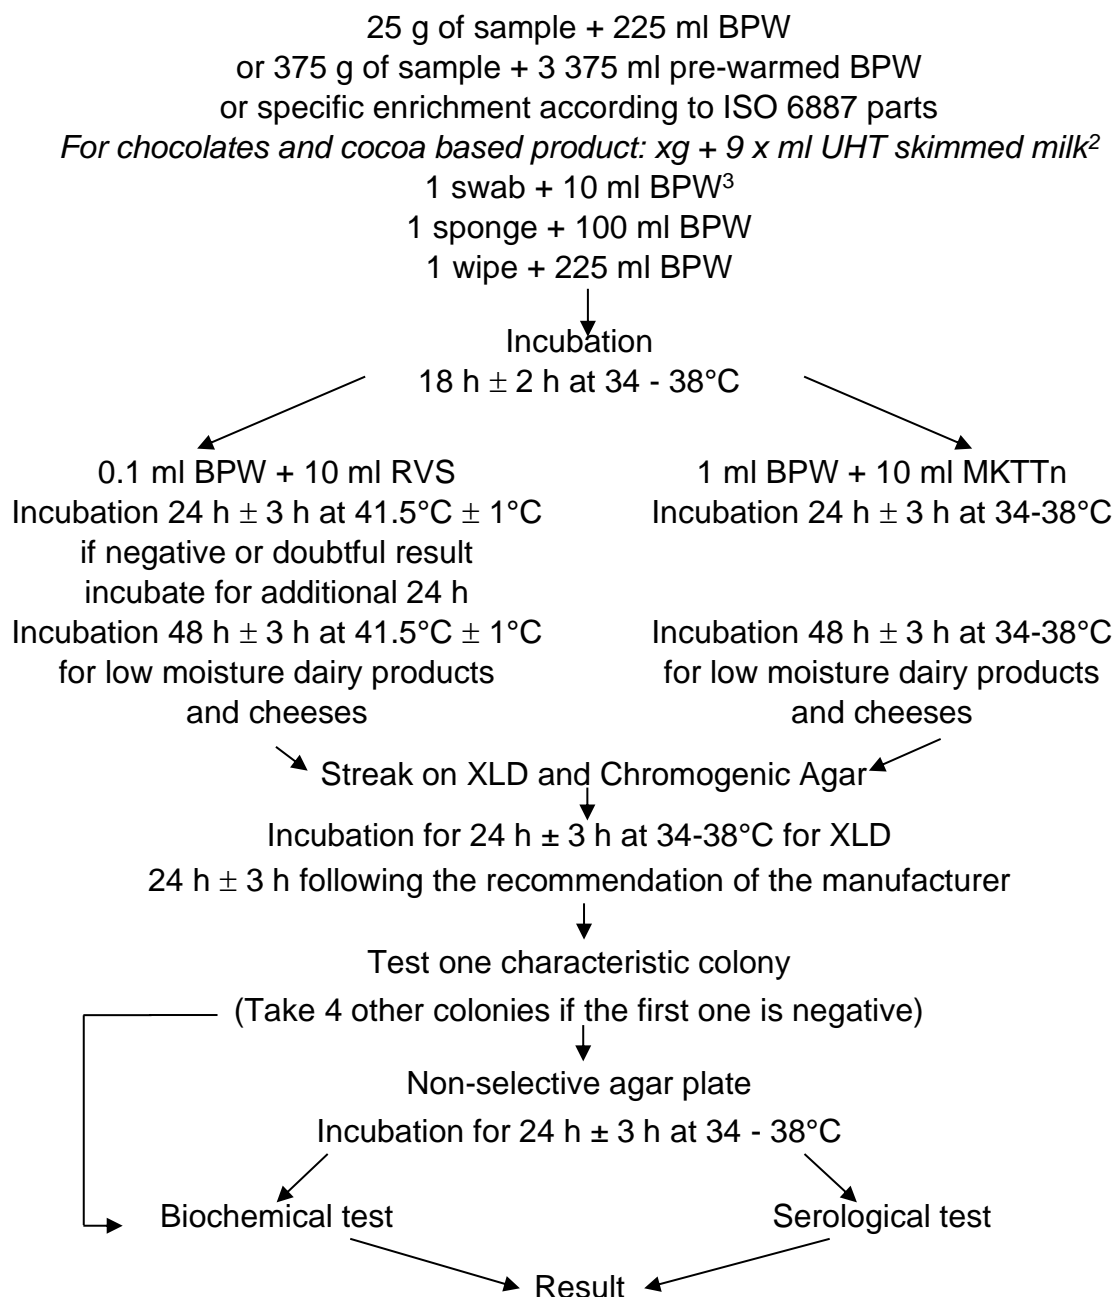 25 g of sample + 225 ml BPW
or 375 g of sample + 3 375 ml pre-warmed BPW
or specific enrichment according to ISO 6887 parts
For chocolates and cocoa based product: xg + 9 x ml UHT skimmed milk²
1 swab + 10 ml BPW³
1 sponge + 100 ml BPW
1 wipe + 225 ml BPW
Incubation
18 h ± 2 h at 34 - 38°C
0.1 ml BPW + 10 ml RVS
Incubation 24 h ± 3 h at 41.5°C ± 1°C
if negative or doubtful result
incubate for additional 24 h
Incubation 48 h ± 3 h at 41.5°C ± 1°C
for low moisture dairy products
and cheeses
1 ml BPW + 10 ml MKTTn
Incubation 24 h ± 3 h at 34-38°C
Incubation 48 h ± 3 h at 34-38°C
for low moisture dairy products
and cheeses
Streak on XLD and Chromogenic Agar
Incubation for 24 h ± 3 h at 34-38°C for XLD
24 h ± 3 h following the recommendation of the manufacturer
Test one characteristic colony
(Take 4 other colonies if the first one is negative)
Non-selective agar plate
Incubation for 24 h ± 3 h at 34 - 38°C
Biochemical test
Serological test
Result